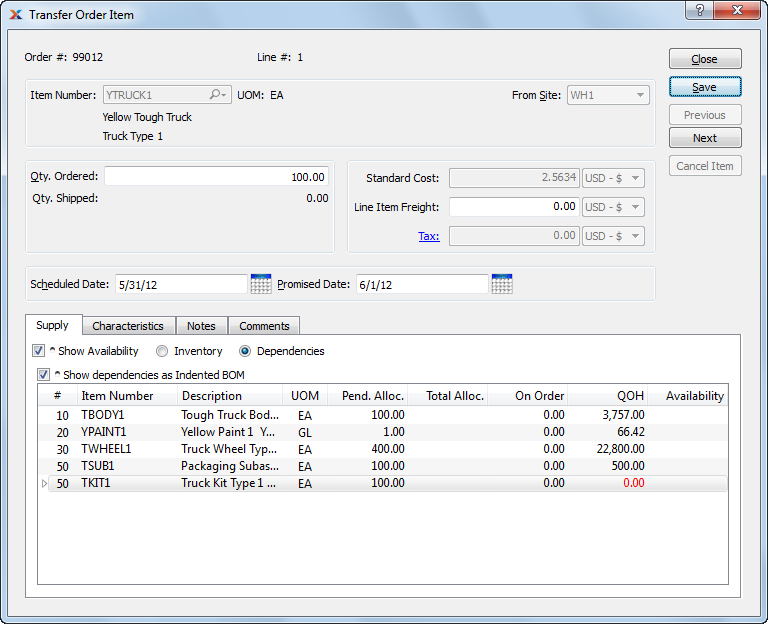 Transfer Order Item
Order #: 99012 Line #: 1 Close
Item Number: YTRUCK1 UOM: EA From Site: WH1 Save
Yellow Tough Truck Previous
Truck Type 1 Next
Qty. Ordered: 100.00 Standard Cost: 2.5634 USD - $ Cancel Item
Qty. Shipped: 0.00 Line Item Freight: 0.00 USD - $
Tax: 0.00 USD - $
Scheduled Date: 5/31/12 Promised Date: 6/1/12
Supply Characteristics Notes Comments
^ Show Availability Inventory Dependencies
^ Show dependencies as Indented BOM
# Item Number Description UOM Pend. Alloc. Total Alloc. On Order QOH Availability
10 TBODY1 Tough Truck Bod... EA 100.00 0.00 3,757.00
20 YPAINT1 Yellow Paint 1 Y... GL 1.00 0.00 66.42
30 TWHEEL1 Truck Wheel Typ... EA 400.00 0.00 22,800.00
50 TSUB1 Packaging Subas... EA 100.00 0.00 500.00
50 TKIT1 Truck Kit Type 1 ... EA 100.00 0.00 0.00